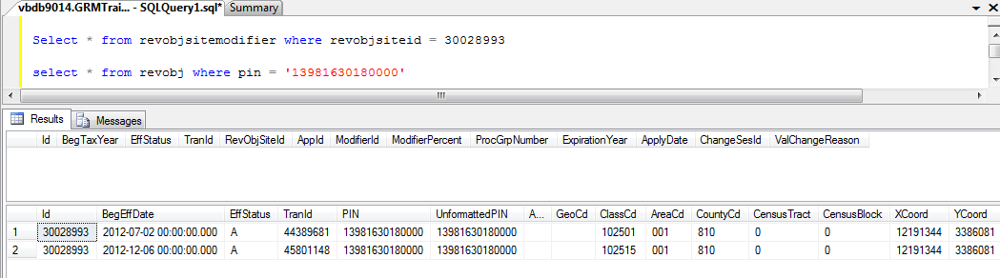 vbdb9014.GRMTrai... - SQLQuery1.sql* Summary
Select * from revobjsitemodifier where revobjsiteid = 30028993
select * from revobj where pin = '13981630180000'
Results Messages
Id BegTaxYear EffStatus TranId RevObjSiteId AppId ModifierId ModifierPercent ProcGrpNumber ExpirationYear ApplyDate ChangeSesId ValChangeReason
Id BegEffDate EffStatus TranId PIN UnformattedPIN A... GeoCd ClassCd AreaCd CountyCd CensusTract CensusBlock XCoord YCoord
1 30028993 2012-07-02 00:00:00.000 A 44389681 13981630180000 13981630180000 102501 001 810 0 0 12191344 3386081
2 30028993 2012-12-06 00:00:00.000 A 45801148 13981630180000 13981630180000 102515 001 810 0 0 12191344 3386081